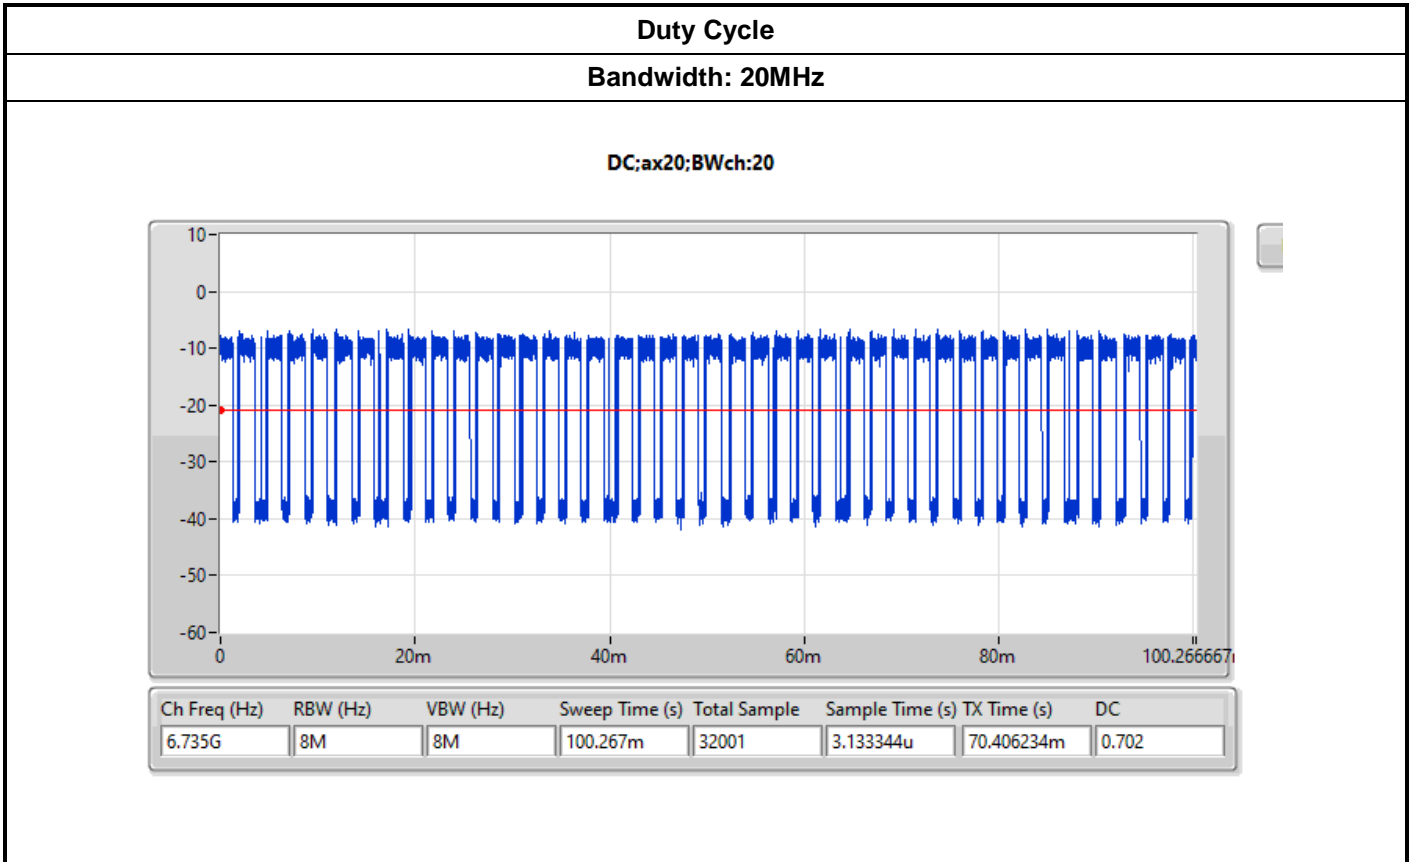 Duty Cycle
Bandwidth: 20MHz
DC;ax20;BWch:20
10
0
-10
-20
-30
-40
-50
-60
0 20m 40m 60m 80m 100.266667
Ch Freq (Hz) RBW (Hz) VBW (Hz) Sweep Time (s) Total Sample Sample Time (s) TX Time (s) DC
6.735G 8M 8M 100.267m 32001 3.133344u 70.406234m 0.702